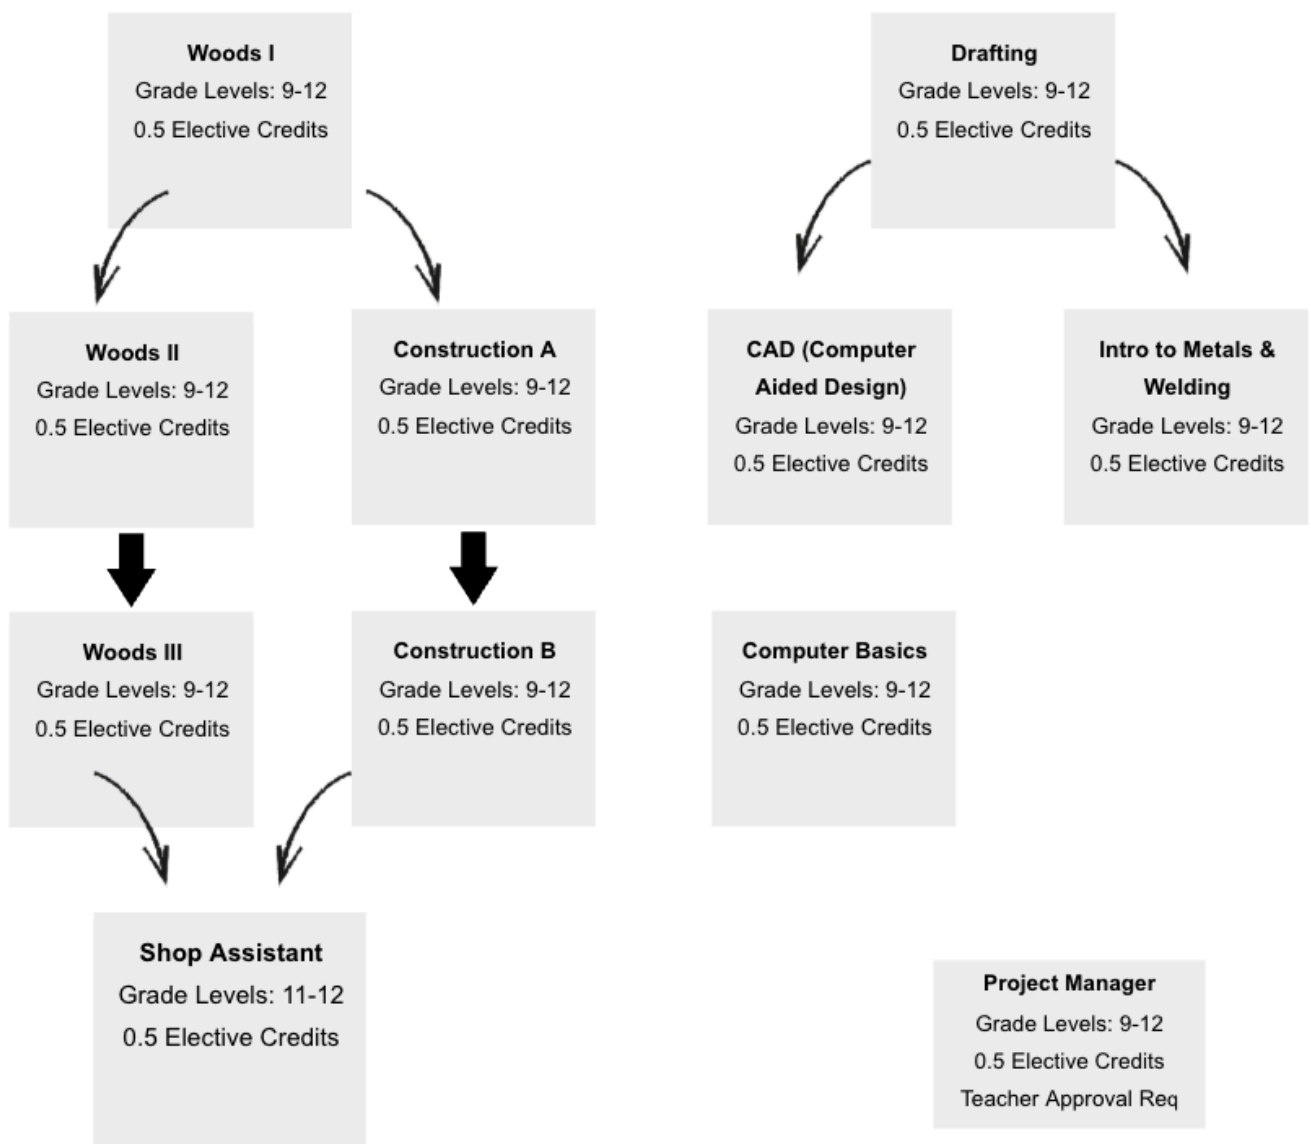 Woods I
Grade Levels: 9-12
0.5 Elective Credits
Drafting
Grade Levels: 9-12
0.5 Elective Credits
Woods II
Grade Levels: 9-12
0.5 Elective Credits
Construction A
Grade Levels: 9-12
0.5 Elective Credits
CAD (Computer
Aided Design)
Grade Levels: 9-12
0.5 Elective Credits
Intro to Metals &
Welding
Grade Levels: 9-12
0.5 Elective Credits
Woods III
Grade Levels: 9-12
0.5 Elective Credits
Construction B
Grade Levels: 9-12
0.5 Elective Credits
Computer Basics
Grade Levels: 9-12
0.5 Elective Credits
Shop Assistant
Grade Levels: 11-12
0.5 Elective Credits
Project Manager
Grade Levels: 9-12
0.5 Elective Credits
Teacher Approval Req